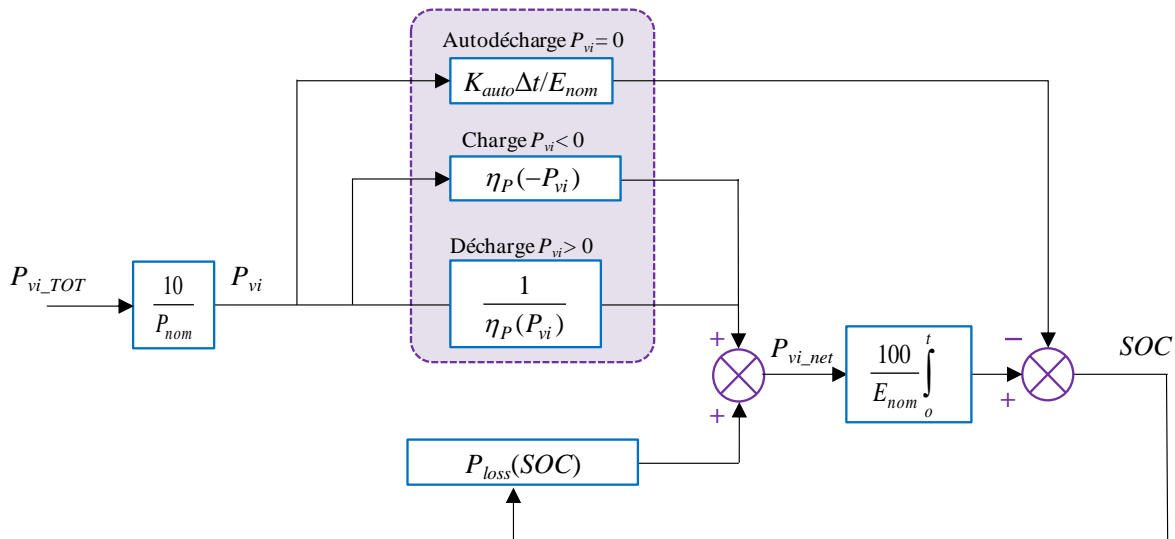 Autodécharge P_vi = 0
K_auto Δt/E_nom
Charge P_vi < 0
η_P(−P_vi)
Décharge P_vi > 0
1
η_P(P_vi)
P_vi_TOT
10
P_nom
P_vi
+
+
P_vi_net
100
E_nom
∫
t
o
−
+
SOC
P_loss(SOC)